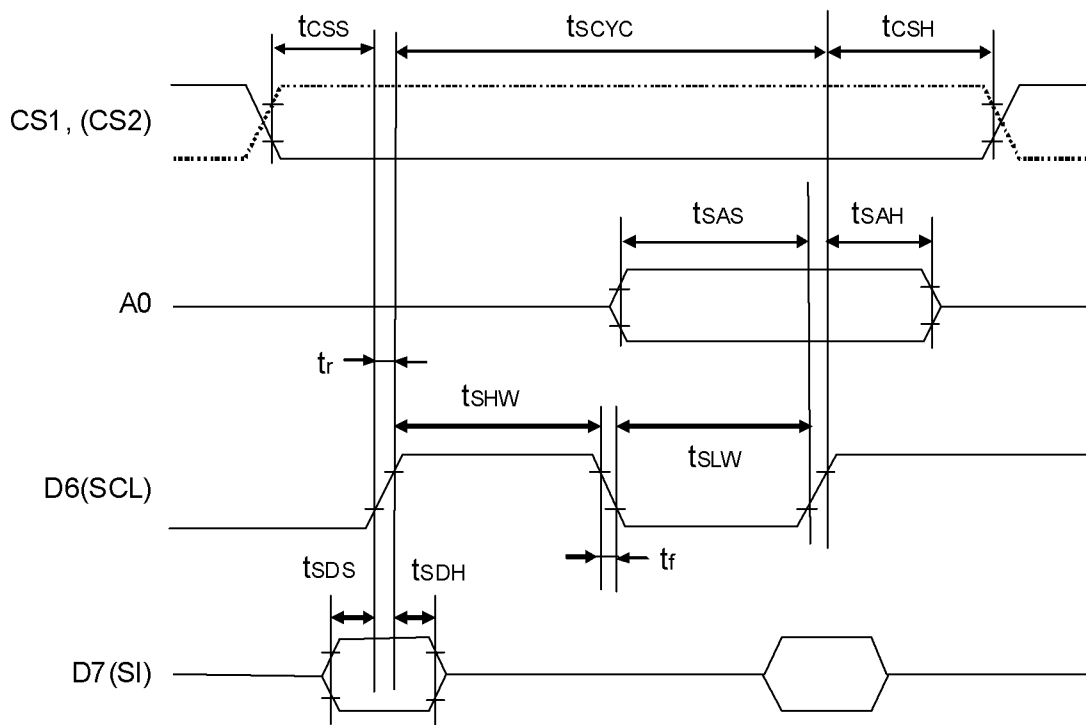 tCSS
tSCYC
tCSH
CS1, (CS2)
tSAS
tSAH
A0
tr
tSHW
tSLW
D6(SCL)
tf
tSDS
tSDH
D7(SI)